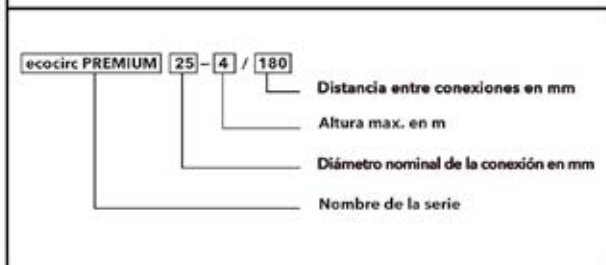 ecocirc PREMIUM 25 – 4 / 180
Distancia entre conexiones en mm
Altura max. en m
Diámetro nominal de la conexión en mm
Nombre de la serie